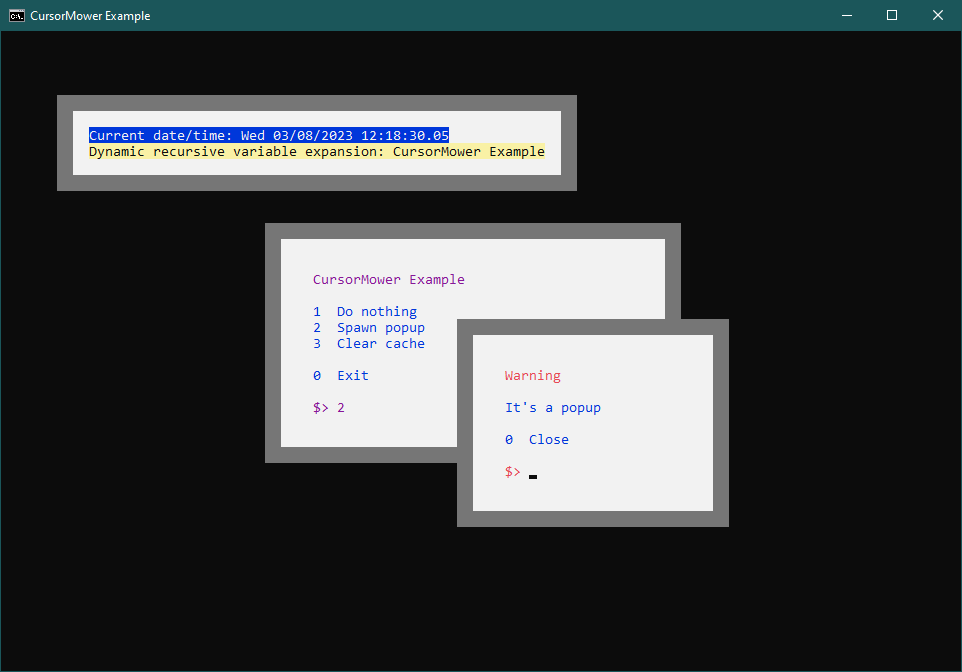 CursorMower Example
Current date/time: Wed 03/08/2023 12:18:30.05
Dynamic recursive variable expansion: CursorMower Example
CursorMower Example
1  Do nothing
2  Spawn popup
3  Clear cache
0  Exit
$> 2
Warning
It's a popup
0  Close
$>